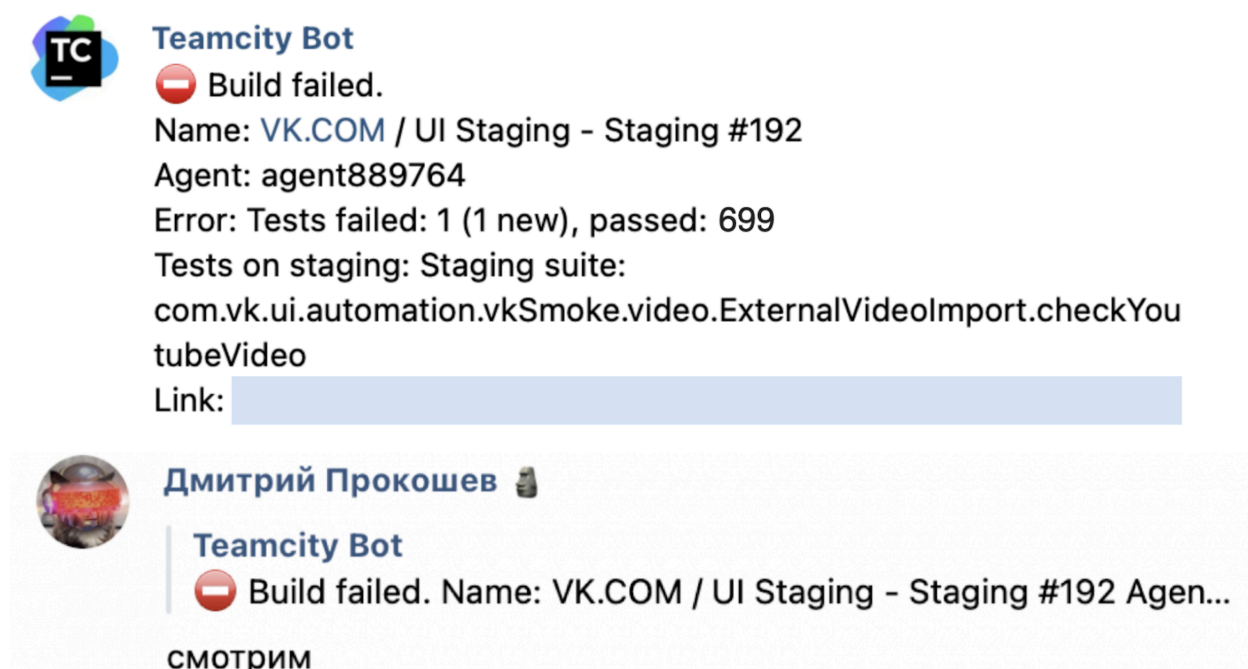 TC
Teamcity Bot
⛔ Build failed.
Name: VK.COM / UI Staging - Staging #192
Agent: agent889764
Error: Tests failed: 1 (1 new), passed: 699
Tests on staging: Staging suite:
com.vk.ui.automation.vkSmoke.video.ExternalVideoImport.checkYou
tubeVideo
Link:
Дмитрий Прокошев 🗿
Teamcity Bot
⛔ Build failed. Name: VK.COM / UI Staging - Staging #192 Agen...
смотрим